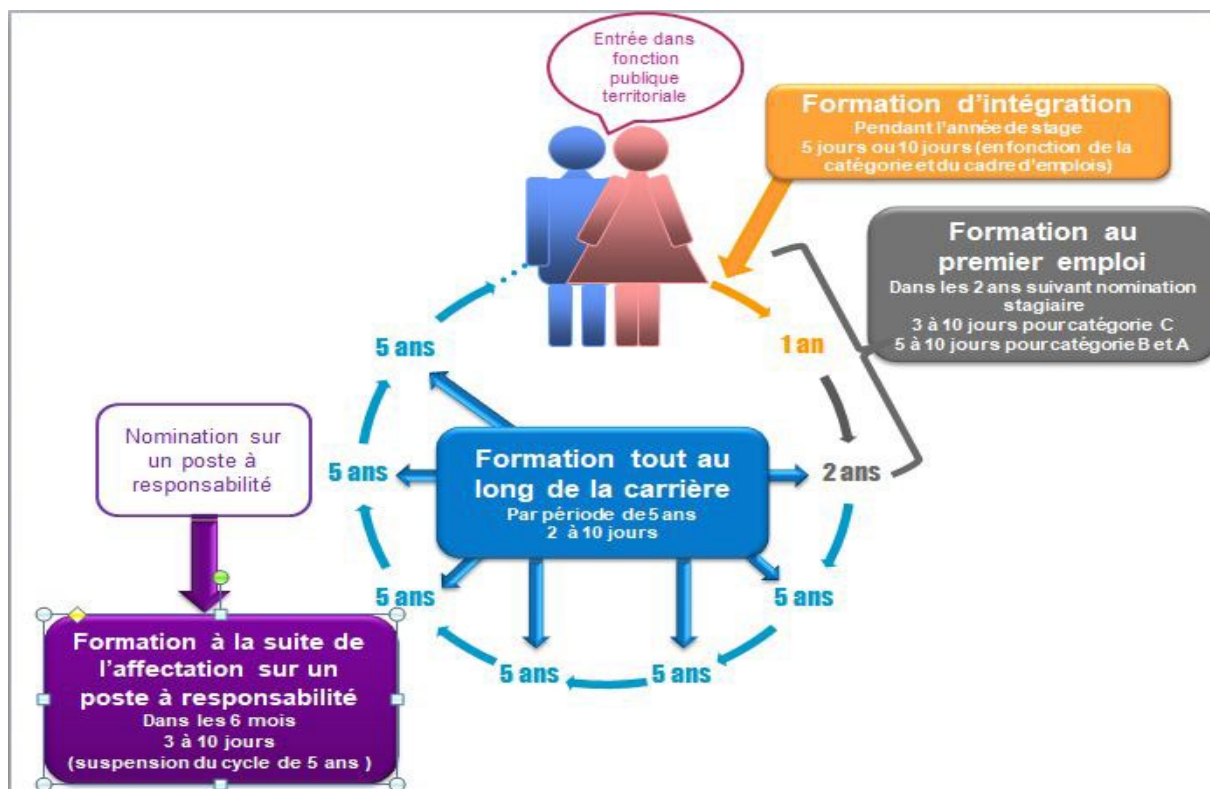 Entrée dans
fonction
publique
territoriale
Formation d'intégration
Pendant l'année de stage
5 jours ou 10 jours (en fonction de la
catégorie et du cadre d'emplois)
Formation au
premier emploi
Dans les 2 ans suivant nomination
stagiaire
3 à 10 jours pour catégorie C
5 à 10 jours pour catégorie B et A
1 an
2 ans
5 ans
5 ans
5 ans
5 ans
5 ans
5 ans
Formation tout au
long de la carrière
Par période de 5 ans
2 à 10 jours
Nomination sur
un poste à
responsabilité
Formation à la suite de
l'affectation sur un
poste à responsabilité
Dans les 6 mois
3 à 10 jours
(suspension du cycle de 5 ans )